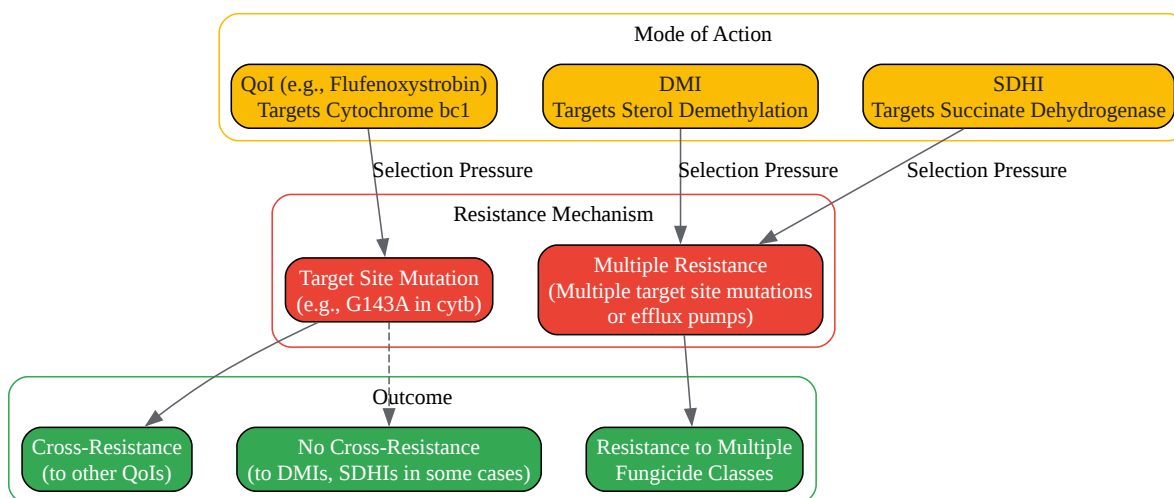 Mode of Action
QoI (e.g., Flufenoxystrobin)
Targets Cytochrome bc1
DMI
Targets Sterol Demethylation
SDHI
Targets Succinate Dehydrogenase
Selection Pressure
Selection Pressure
Selection Pressure
Resistance Mechanism
Target Site Mutation
(e.g., G143A in cytb)
Multiple Resistance
(Multiple target site mutations
or efflux pumps)
Outcome
Cross-Resistance
(to other QoIs)
No Cross-Resistance
(to DMIs, SDHIs in some cases)
Resistance to Multiple
Fungicide Classes